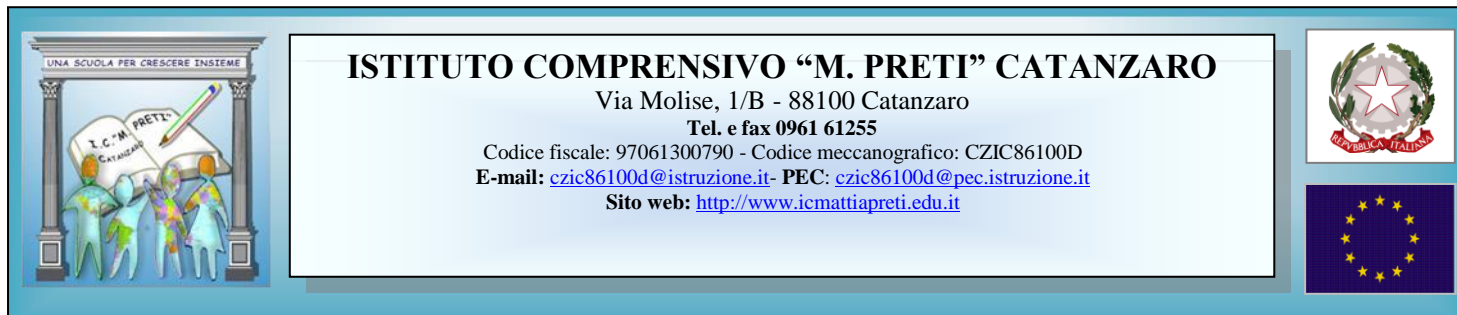 UNA SCUOLA PER CRESCERE INSIEME
I.C. "M. PRETI"
CATANZARO
ISTITUTO COMPRENSIVO “M. PRETI” CATANZARO
Via Molise, 1/B - 88100 Catanzaro
Tel. e fax 0961 61255
Codice fiscale: 97061300790 - Codice meccanografico: CZIC86100D
E-mail: czic86100d@istruzione.it- PEC: czic86100d@pec.istruzione.it
Sito web: http://www.icmattiapreti.edu.it
REPVBBLICA ITALIANA